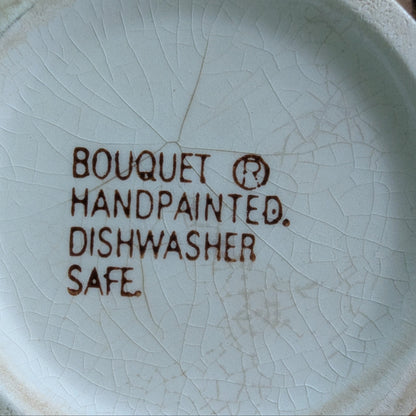 BOUQUET ®
HANDPAINTED.
DISHWASHER
SAFE.